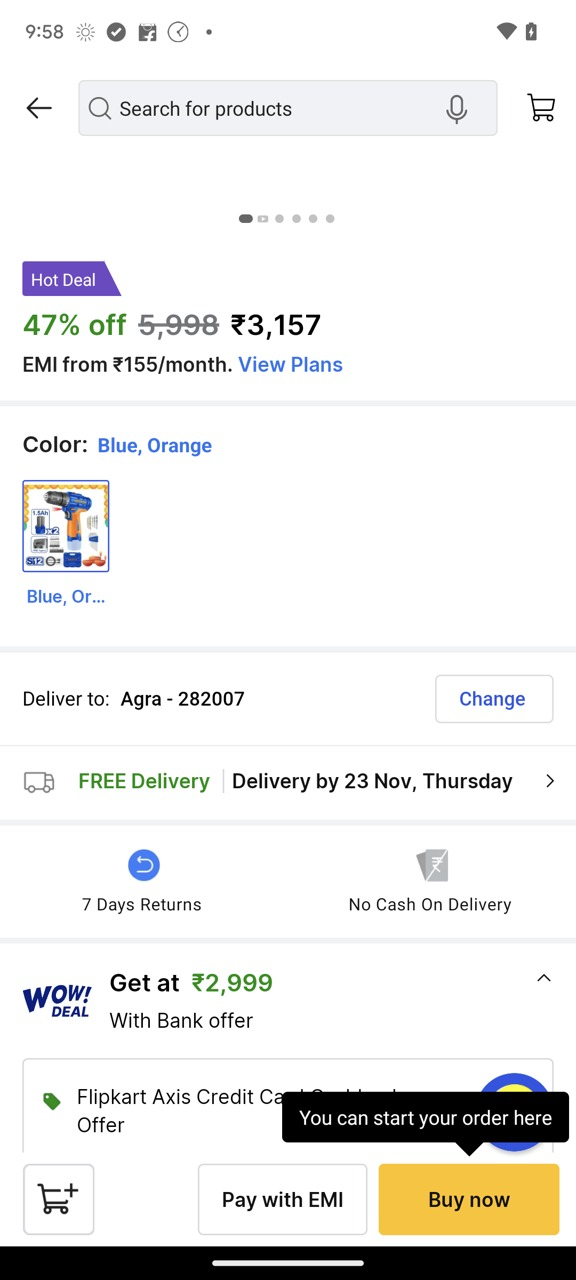 9:58
Search for products
Hot Deal
47% off 5,998 ₹3,157
EMI from ₹155/month. View Plans
Color: Blue, Orange
1.5Ah
x2
S12
Blue, Or...
Deliver to: Agra - 282007
Change
FREE Delivery Delivery by 23 Nov, Thursday
7 Days Returns
No Cash On Delivery
WOW! DEAL
Get at ₹2,999
With Bank offer
Flipkart Axis Credit
Offer
You can start your order here
Pay with EMI
Buy now